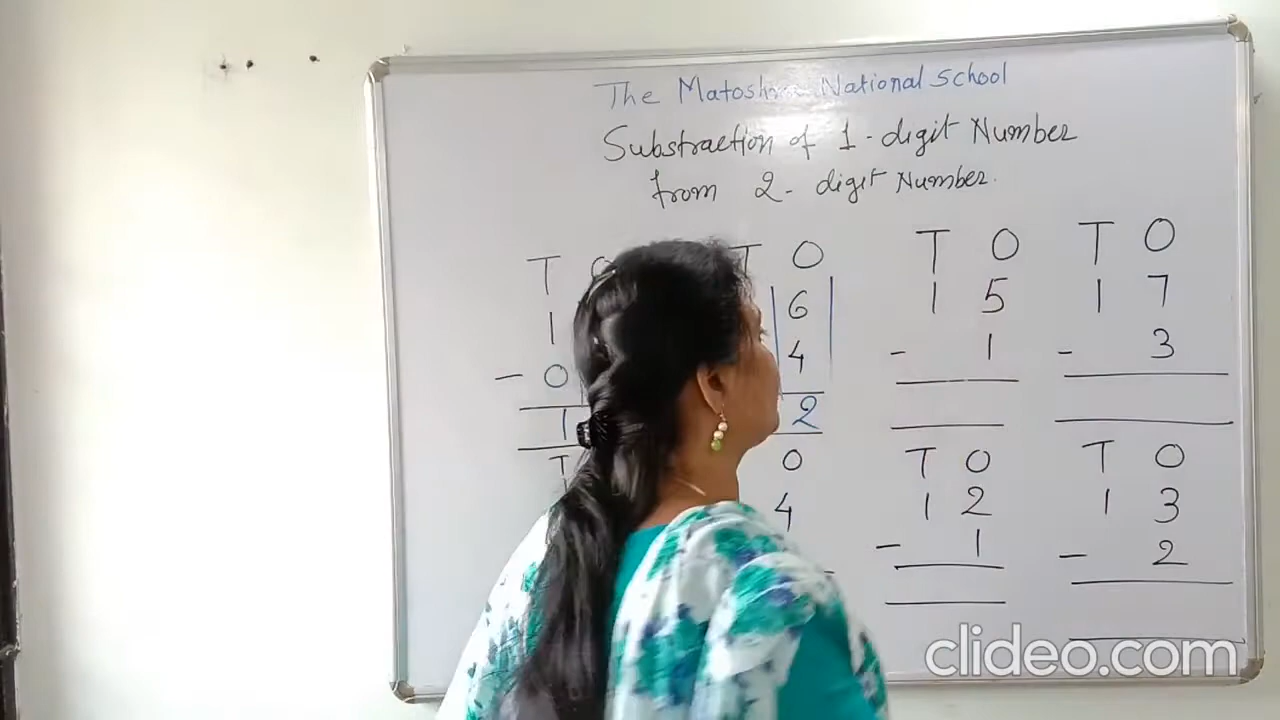 The National School
Substraction of 1-digit Number
from 2-digit Number.
T O T O T O
T O
1 6 1 5 1 7
- 0 4 - 1 - 3
1 2
T O T O T O
4 1 2 1 3
- 1 - 2
clideo.com